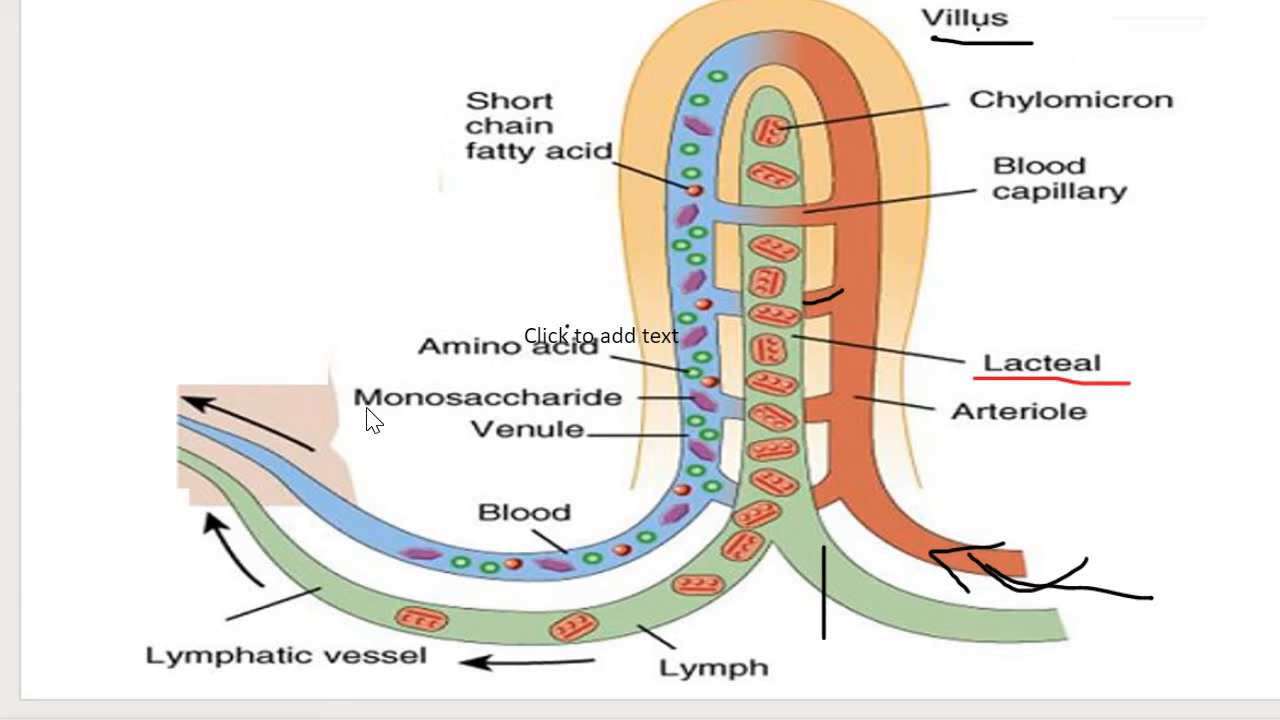 Villus
Short
chain
fatty acid
Chylomicron
Blood
capillary
Click to add text
Amino acid
Lacteal
Monosaccharide
Arteriole
Venule
Blood
Lymphatic vessel
Lymph